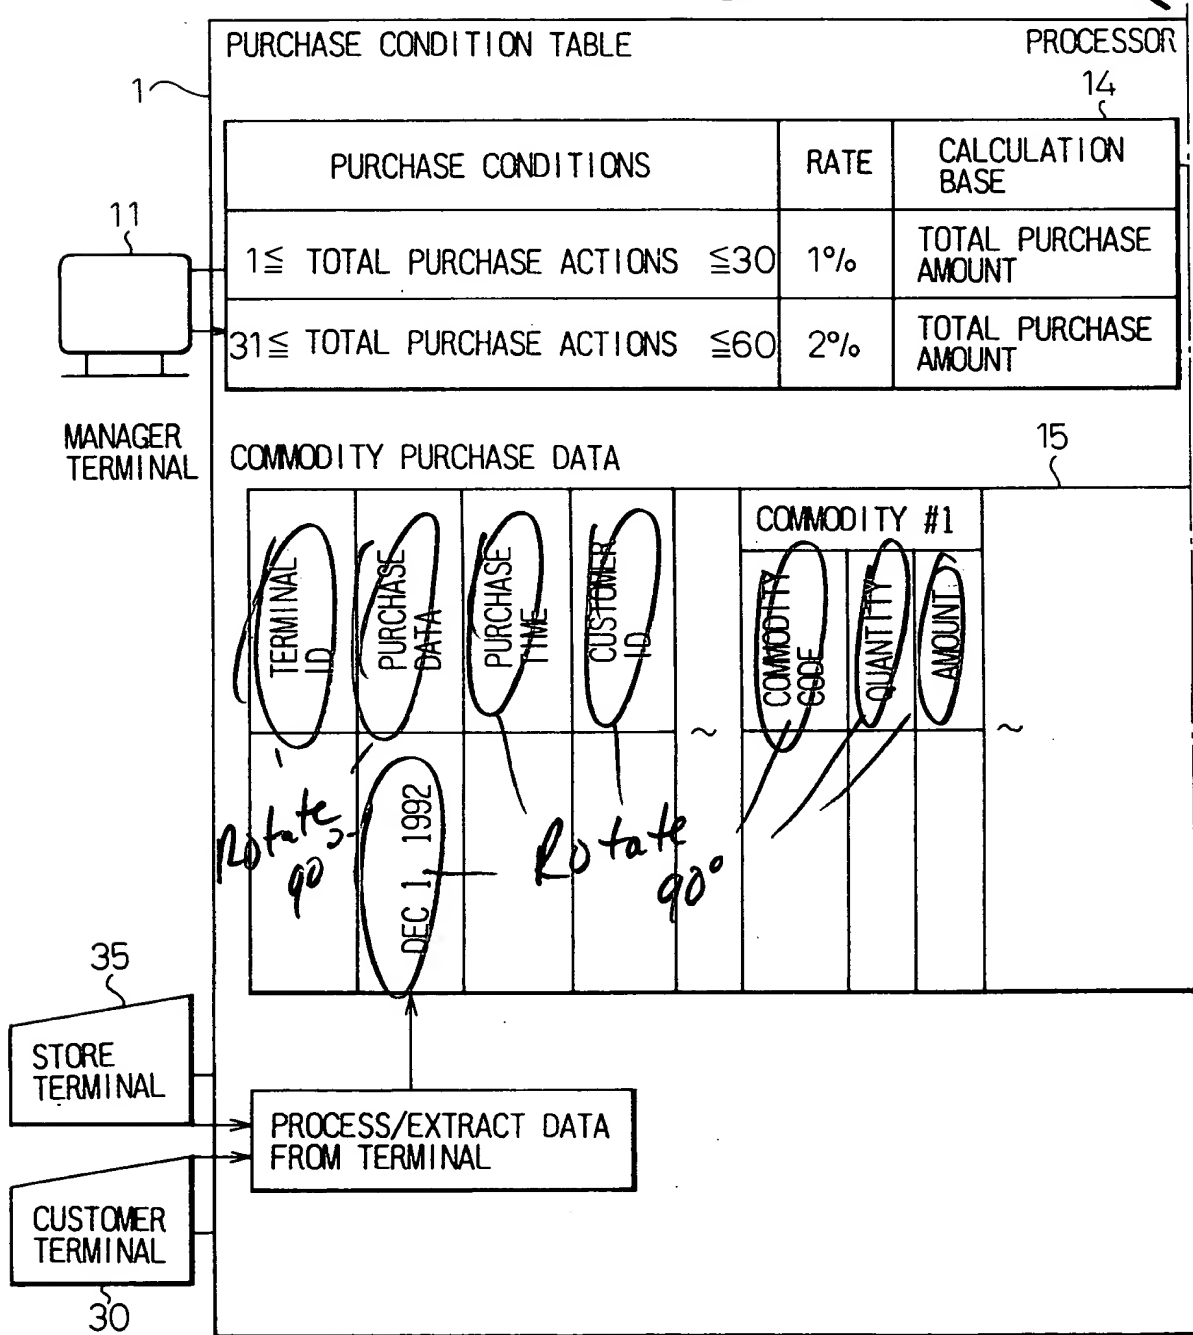 PURCHASE CONDITION TABLE PROCESSOR
1
14
PURCHASE CONDITIONS RATE CALCULATION
BASE
11
1≦ TOTAL PURCHASE ACTIONS ≦30 1% TOTAL PURCHASE
AMOUNT
31≦ TOTAL PURCHASE ACTIONS ≦60 2% TOTAL PURCHASE
AMOUNT
MANAGER
TERMINAL
COMMODITY PURCHASE DATA
15
COMMODITY #1
TERMINAL
ID
PURCHASE
DATA
PURCHASE
TIME
CUSTOMER
ID
~
COMMODITY
CODE
QUANTITY
AMOUNT
~
DEC 1 1992
Rotate
90
Rotate
90°
35
STORE
TERMINAL
PROCESS/EXTRACT DATA
FROM TERMINAL
CUSTOMER
TERMINAL
30